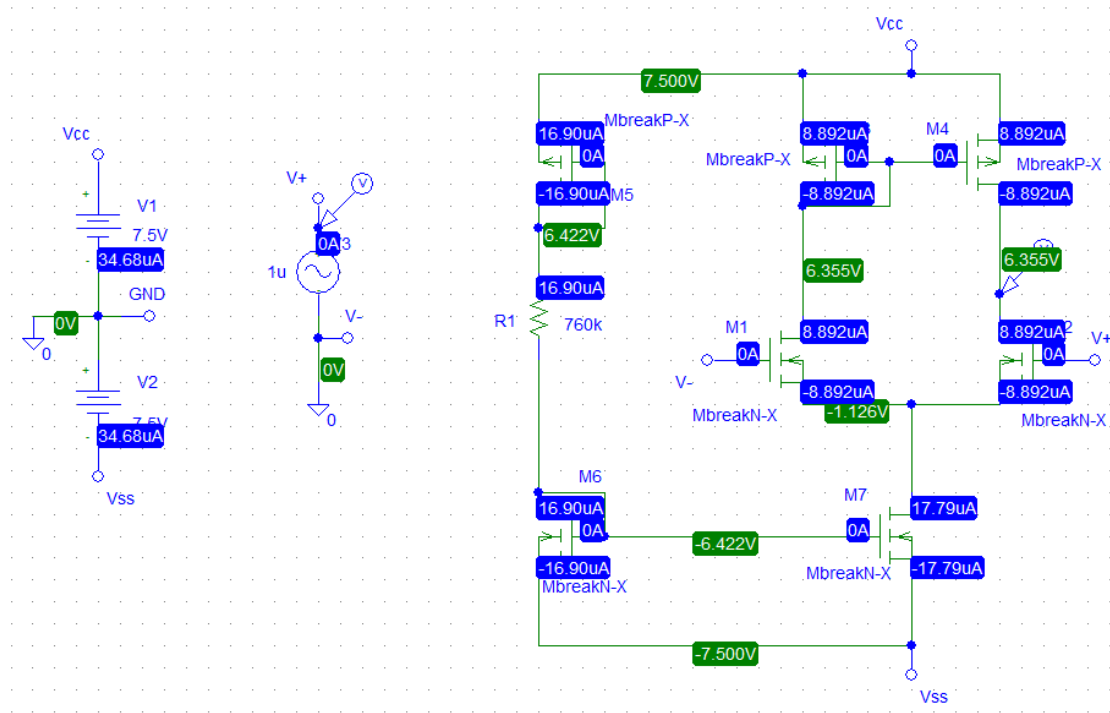 Vcc
7.500V
MbreakP-X
16.90uA
0A
-16.90uA
M5
6.422V
8.892uA
0A
MbreakP-X
-8.892uA
M4
0A
8.892uA
MbreakP-X
-8.892uA
Vcc
+
V1
7.5V
-
34.68uA
GND
0V
0
+
V2
7.5V
-
34.68uA
Vss
V+
V
0A
3
1u
V-
0V
0
16.90uA
R1
760k
6.355V
6.355V
M1
0A
V-
8.892uA
-8.892uA
MbreakN-X
-1.126V
8.892uA
2
0A
V+
-8.892uA
MbreakN-X
M6
16.90uA
0A
-16.90uA
MbreakN-X
-6.422V
M7
0A
17.79uA
-17.79uA
MbreakN-X
-7.500V
Vss